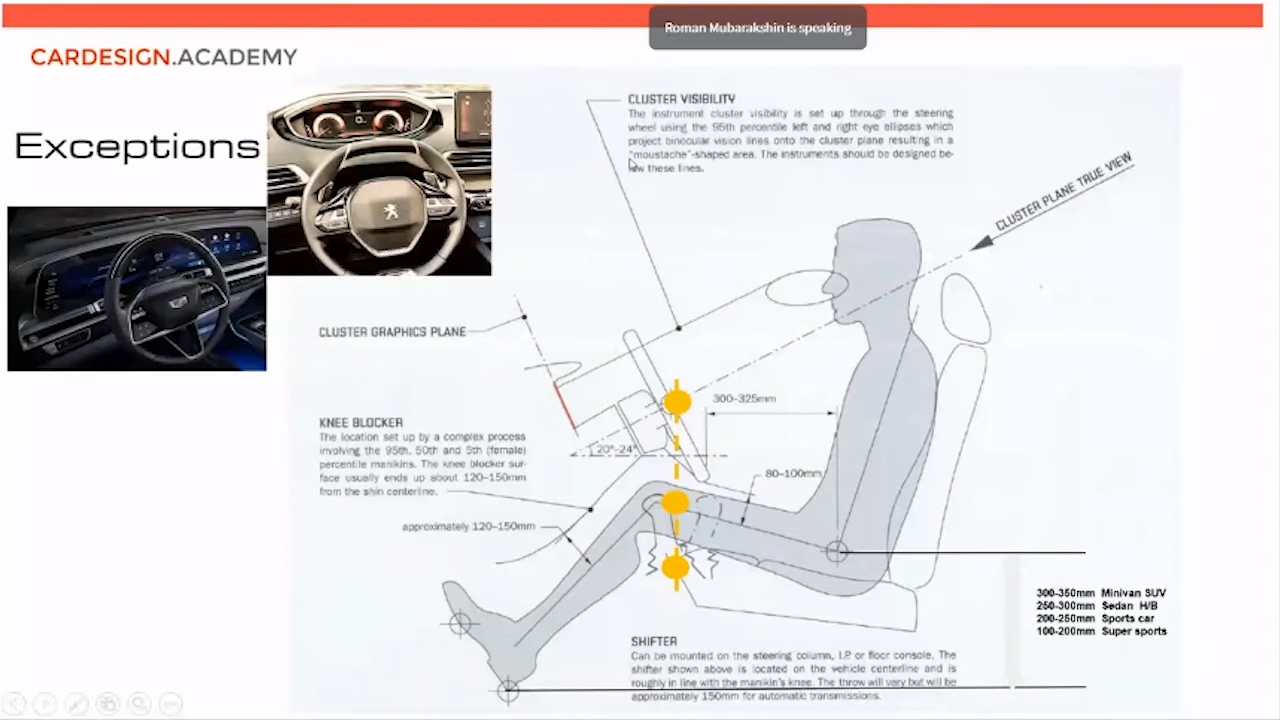 Roman Mubarakshin is speaking
CARDESIGN.ACADEMY
Exceptions
CLUSTER VISIBILITY
The instrument cluster visibility is set up through the steering
wheel using the 95th percentile left and right eye ellipses which
project binocular vision lines onto the cluster plane resulting in a
"moustache"-shaped area. The instruments should be designed be-
low these lines.
CLUSTER PLANE TRUE VIEW
CLUSTER GRAPHICS PLANE
300–325mm
KNEE BLOCKER
The location set up by a complex process
involving the 95th, 50th and 5th (female)
percentile manikins. The knee blocker sur-
face usually ends up about 120–150mm
from the shin centerline.
20°–24°
80–100mm
approximately 120–150mm
300-350mm Minivan SUV
250-300mm Sedan H/B
200-250mm Sports car
100-200mm Super sports
SHIFTER
Can be mounted on the steering column, I.P. or floor console. The
shifter shown above is located on the vehicle centerline and is
roughly in line with the manikin's knee. The throw will vary but will be
approximately 150mm for automatic transmissions.